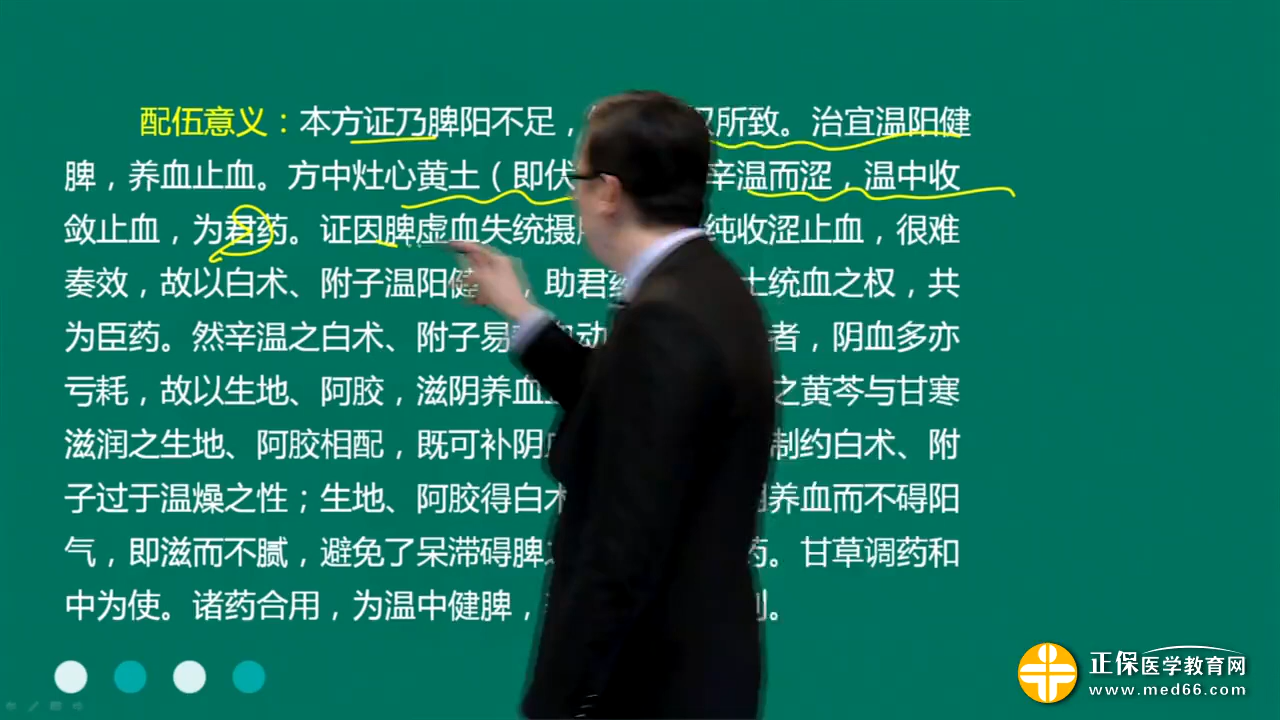 配伍意义：本方证乃脾阳不足，所致。治宜温阳健
脾，养血止血。方中灶心黄土（即伏辛温而涩，温中收
敛止血，为君药。证因脾虚血失统摄纯收涩止血，很难
奏效，故以白术、附子温阳健，助君药土统血之权，共
为臣药。然辛温之白术、附子易动者，阴血多亦
亏耗，故以生地、阿胶，滋阴养血之黄芩与甘寒
滋润之生地、阿胶相配，既可补阴制约白术、附
子过于温燥之性；生地、阿胶得白术养血而不碍阳
气，即滋而不腻，避免了呆滞碍脾药。甘草调药和
中为使。诸药合用，为温中健脾，。
正保医学教育网
www.med66.com